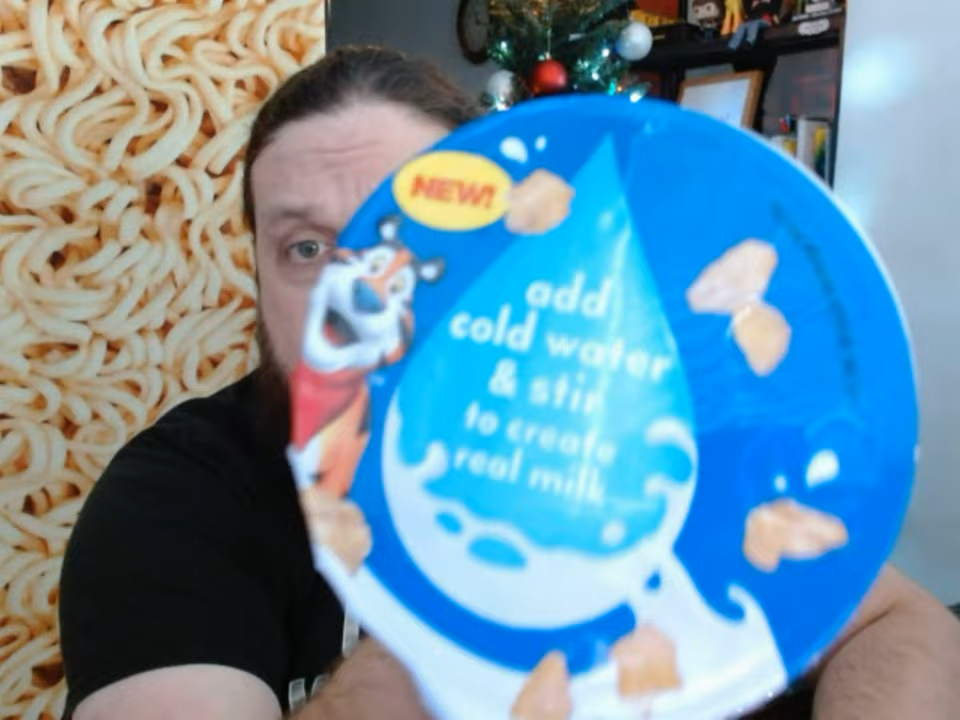 NEW!
add
cold water
& stir
to create
real milk